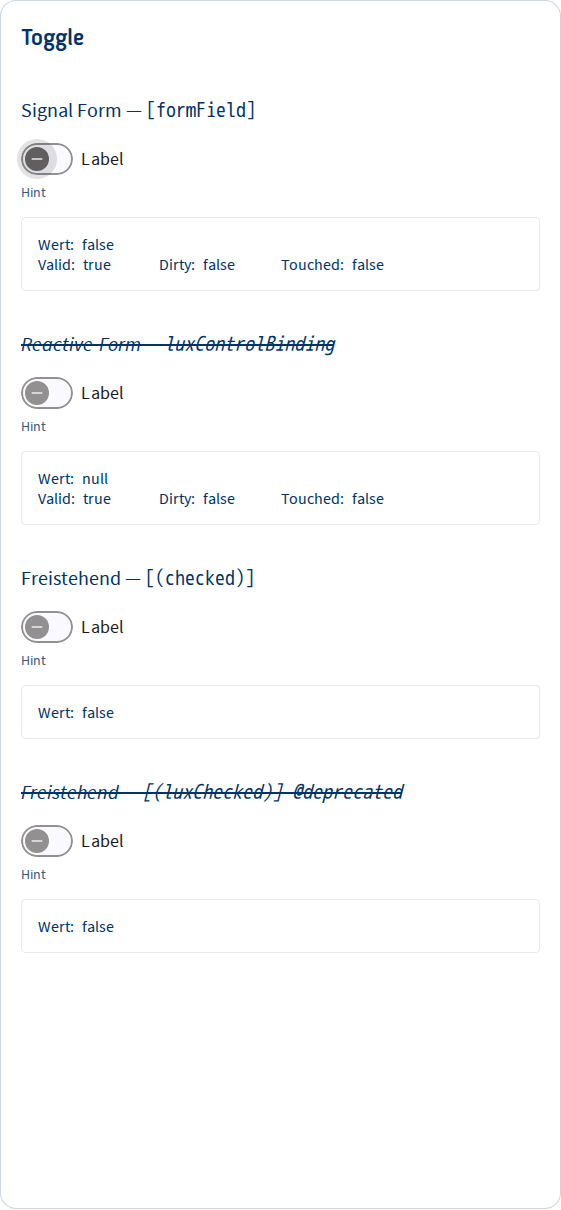 Toggle
Signal Form — [formField]
Label
Hint
Wert: false
Valid: true Dirty: false Touched: false
Reactive Form — luxControlBinding
Label
Hint
Wert: null
Valid: true Dirty: false Touched: false
Freistehend — [(checked)]
Label
Hint
Wert: false
Freistehend — [(luxChecked)] @deprecated
Label
Hint
Wert: false